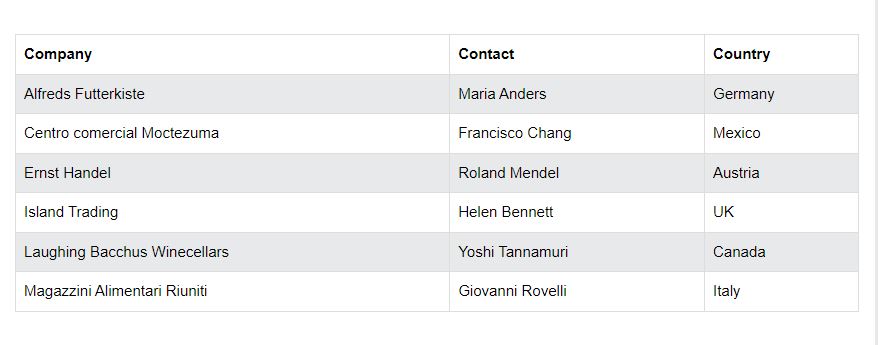 Company Contact Country
Alfreds Futterkiste Maria Anders Germany
Centro comercial Moctezuma Francisco Chang Mexico
Ernst Handel Roland Mendel Austria
Island Trading Helen Bennett UK
Laughing Bacchus Winecellars Yoshi Tannamuri Canada
Magazzini Alimentari Riuniti Giovanni Rovelli Italy